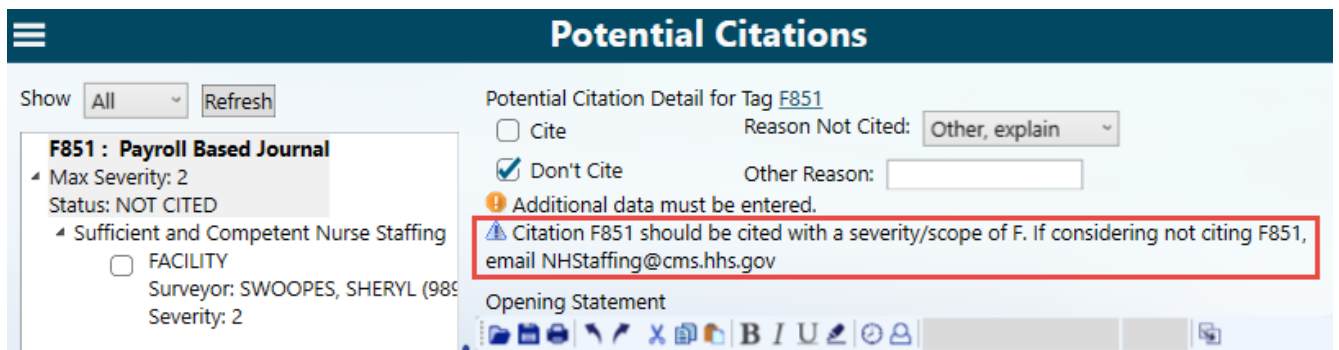 Potential Citations
Show All Refresh
F851 : Payroll Based Journal
Max Severity: 2
Status: NOT CITED
Sufficient and Competent Nurse Staffing
FACILITY
Surveyor: SWOOPES, SHERYL (989
Severity: 2
Potential Citation Detail for Tag F851
Cite Reason Not Cited: Other, explain
Don't Cite Other Reason:
Additional data must be entered.
Citation F851 should be cited with a severity/scope of F. If considering not citing F851,
email NHStaffing@cms.hhs.gov
Opening Statement
B I U